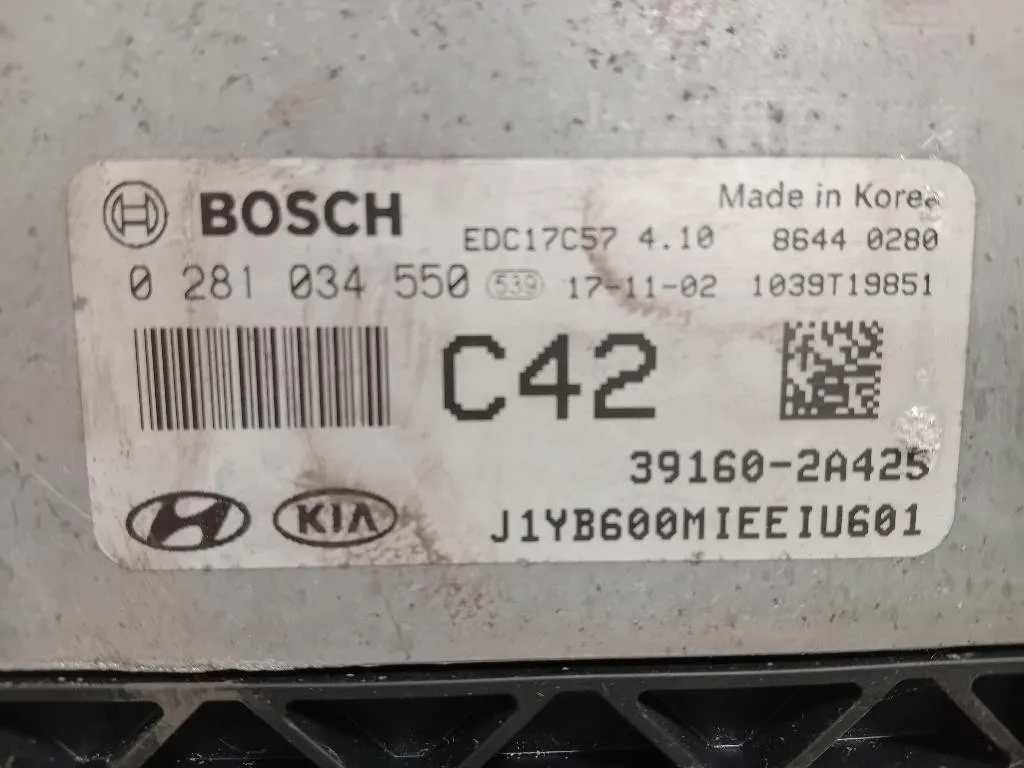 BOSCH
Made in Korea
EDC17C57 4.10 8644 0280
0 281 034 550 539 17-11-02 1039T19851
C42
39160-2A425
KIA J1YB600MIEEIU601